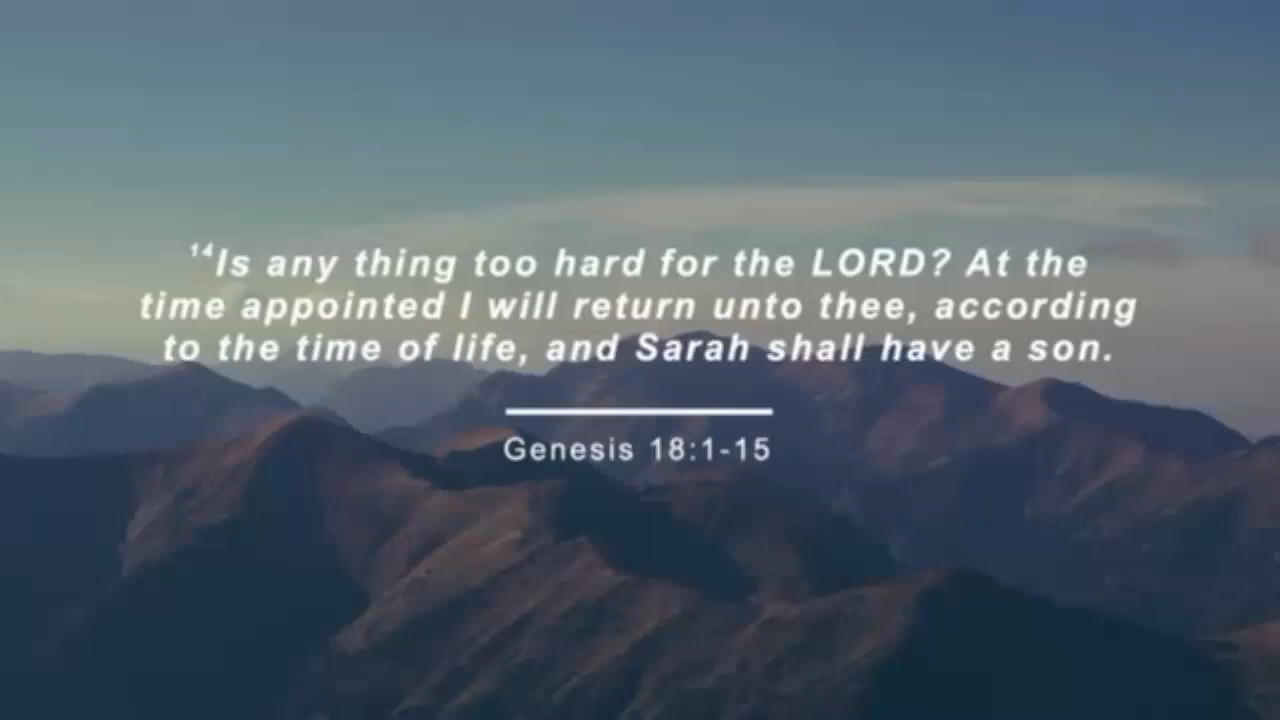 ¹⁴Is any thing too hard for the LORD? At the
time appointed I will return unto thee, according
to the time of life, and Sarah shall have a son.
Genesis 18:1-15